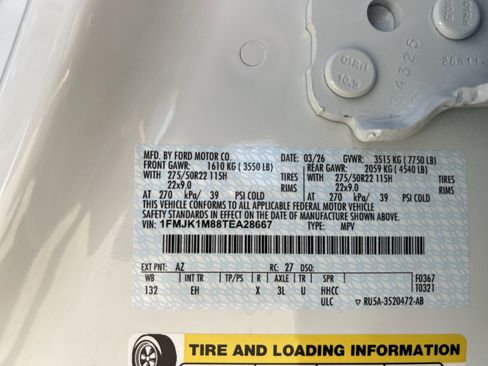 01RH
10.5
4325
MFD. BY FORD MOTOR CO. DATE: 03/26 GVWR: 3515 KG ( 7750 LB)
FRONT GAWR: 1610 KG ( 3550 LB) REAR GAWR: 2059 KG ( 4540 LB)
WITH 275/50R22 115H TIRES WITH 275/50R22 115H TIRES
22x9.0 RIMS 22x9.0 RIMS
AT 270 kPa/ 39 PSI COLD AT 270 kPa/ 39 PSI COLD
THIS VEHICLE CONFORMS TO ALL APPLICABLE FEDERAL MOTOR VEHICLE
SAFETY STANDARDS IN EFFECT ON THE DATE OF MANUFACTURE SHOWN ABOVE.
VIN: 1FMJK1M88TEA28667 TYPE: MPV
EXT PNT: AZ RC: 27 DSO:
WB INT TR TP/PS R AXLE TR SPR F0367
132 EH X 3L U HHCC T0321
ULC ▽ RU5A-3520472-AB
TIRE AND LOADING INFORMATION